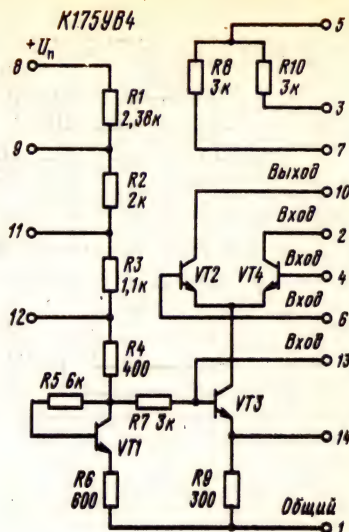 К175УВ4
+Uп
8
R1
2,38к
9
R2
2к
11
R3
1,1к
12
R4
400
R5 6к
VT1
R6
600
R7 3к
R8
3к
R10
3к
5
3
7
Выход
10
Вход
2
VT2
VT4
Вход
4
Вход
6
Вход
13
VT3
14
R9
300
Общий
1